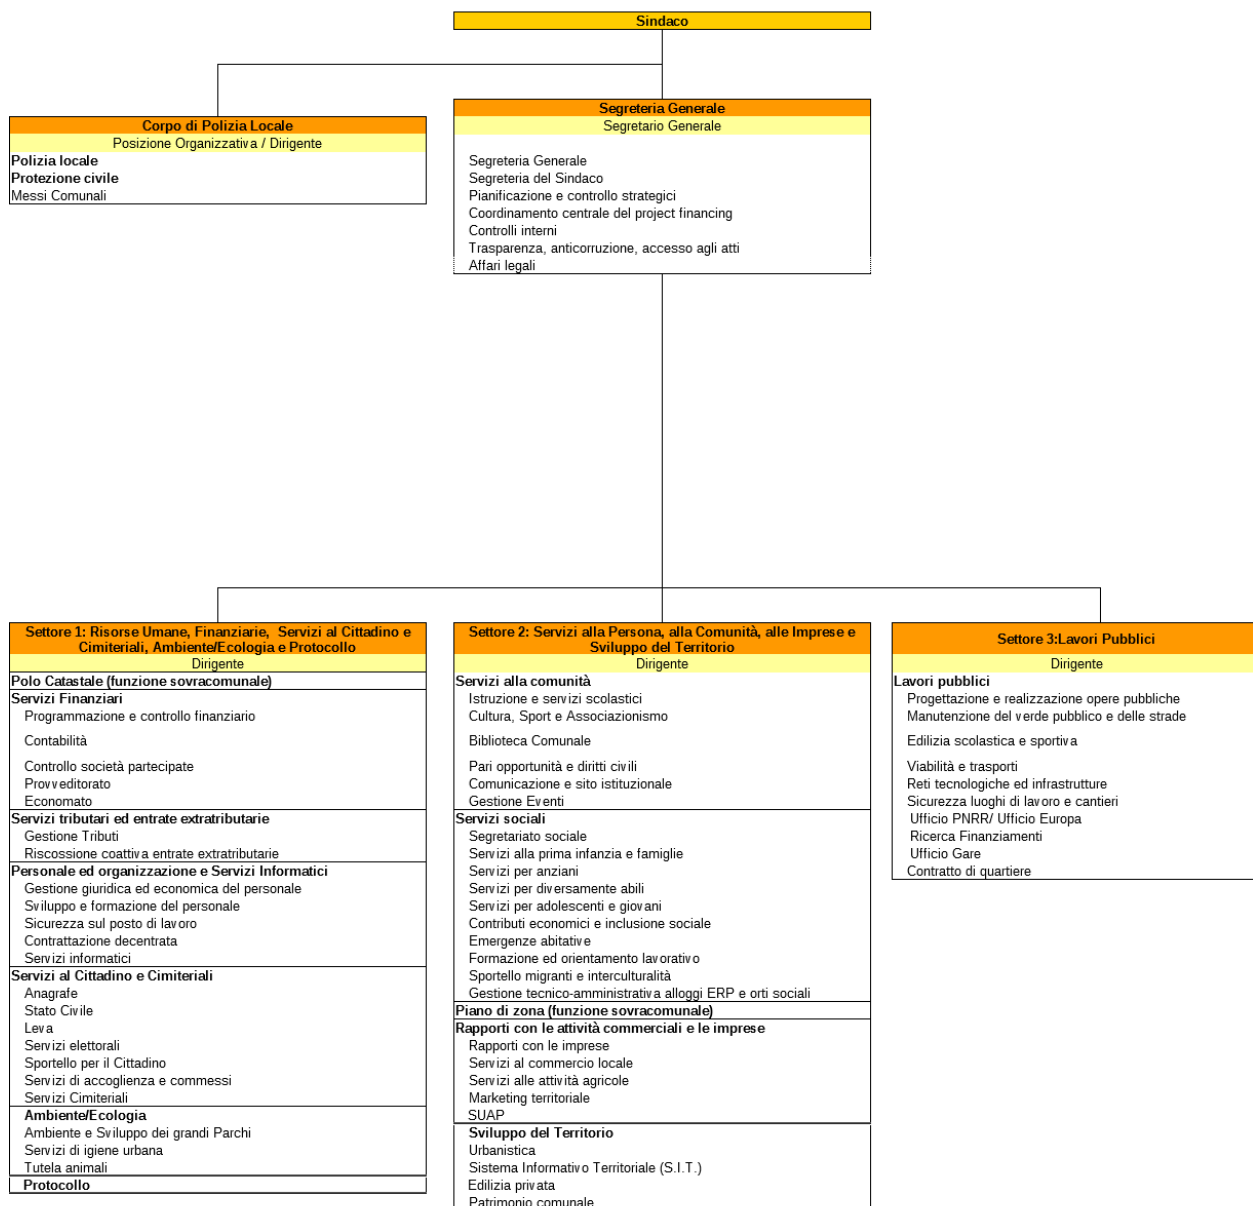 Sindaco
Corpo di Polizia Locale
Posizione Organizzativa / Dirigente
Polizia locale
Protezione civile
Messi Comunali
Segreteria Generale
Segretario Generale
Segreteria Generale
Segreteria del Sindaco
Pianificazione e controllo strategici
Coordinamento centrale del project financing
Controlli interni
Trasparenza, anticorruzione, accesso agli atti
Affari legali
Settore 1: Risorse Umane, Finanziarie, Servizi al Cittadino e
Cimiteriali, Ambiente/Ecologia e Protocollo
Dirigente
Polo Catastale (funzione sovracomunale)
Servizi Finanziari
Programmazione e controllo finanziario
Contabilità
Controllo società partecipate
Provveditorato
Economato
Servizi tributari ed entrate extratributarie
Gestione Tributi
Riscossione coattiva entrate extratributarie
Personale ed organizzazione e Servizi Informatici
Gestione giuridica ed economica del personale
Sviluppo e formazione del personale
Sicurezza sul posto di lavoro
Contrattazione decentrata
Servizi informatici
Servizi al Cittadino e Cimiteriali
Anagrafe
Stato Civile
Leva
Servizi elettorali
Sportello per il Cittadino
Servizi di accoglienza e commessi
Servizi Cimiteriali
Ambiente/Ecologia
Ambiente e Sviluppo dei grandi Parchi
Servizi di igiene urbana
Tutela animali
Protocollo
Settore 2: Servizi alla Persona, alla Comunità, alle Imprese e
Sviluppo del Territorio
Dirigente
Servizi alla comunità
Istruzione e servizi scolastici
Cultura, Sport e Associazionismo
Biblioteca Comunale
Pari opportunità e diritti civili
Comunicazione e sito istituzionale
Gestione Eventi
Servizi sociali
Segretariato sociale
Servizi alla prima infanzia e famiglie
Servizi per anziani
Servizi per diversamente abili
Servizi per adolescenti e giovani
Contributi economici e inclusione sociale
Emergenze abitative
Formazione ed orientamento lavorativo
Sportello migranti e interculturalità
Gestione tecnico-amministrativa alloggi ERP e orti sociali
Piano di zona (funzione sovracomunale)
Rapporti con le attività commerciali e le imprese
Rapporti con le imprese
Servizi al commercio locale
Servizi alle attività agricole
Marketing territoriale
SUAP
Sviluppo del Territorio
Urbanistica
Sistema Informativo Territoriale (S.I.T.)
Edilizia privata
Patrimonio comunale
Settore 3:Lavori Pubblici
Dirigente
Lavori pubblici
Progettazione e realizzazione opere pubbliche
Manutenzione del verde pubblico e delle strade
Edilizia scolastica e sportiva
Viabilità e trasporti
Reti tecnologiche ed infrastrutture
Sicurezza luoghi di lavoro e cantieri
Ufficio PNRR/ Ufficio Europa
Ricerca Finanziamenti
Ufficio Gare
Contratto di quartiere